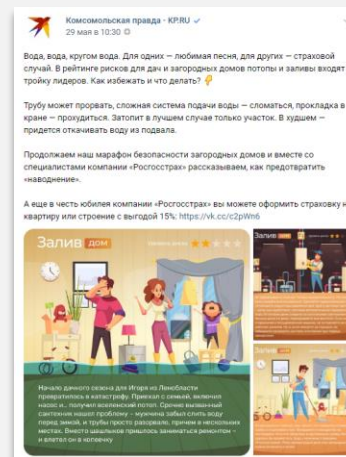 Комсомольская правда · KP.RU
29 мая в 10:30
Вода, вода, кругом вода. Для одних — любимая песня, для других — страховой
случай. В рейтинге рисков для дач и загородных домов потопы и заливы входят
тройку лидеров. Как избежать и что делать?
Трубу может прорвать, сложная система подачи воды — сломаться, прокладка в
кране — прохудиться. Затопит в лучшем случае только участок. В худшем —
придется откачивать воду из подвала.
Продолжаем наш марафон безопасности загородных домов и вместе со
специалистами компании «Росгосстрах» рассказываем, как предотвратить
«наводнение».
А еще в честь юбилея компании «Росгосстрах» вы можете оформить страховку н
квартиру или строение с выгодой 15%: https://vk.cc/c2pWn6
Залив ДОМ
Начало дачного сезона для Игоря из Ленобласти
превратилось в катастрофу. Приехал с семьей, включил
насос и... получил вселенский потоп. Срочно вызванный
сантехник нашел проблему – мужчина забыл слить воду
перед зимой, и трубы просто разорвало, причем в нескольких
местах. Вместо шашлыков пришлось заниматься ремонтом –
и влетел он в копеечку
Залив ДОМ